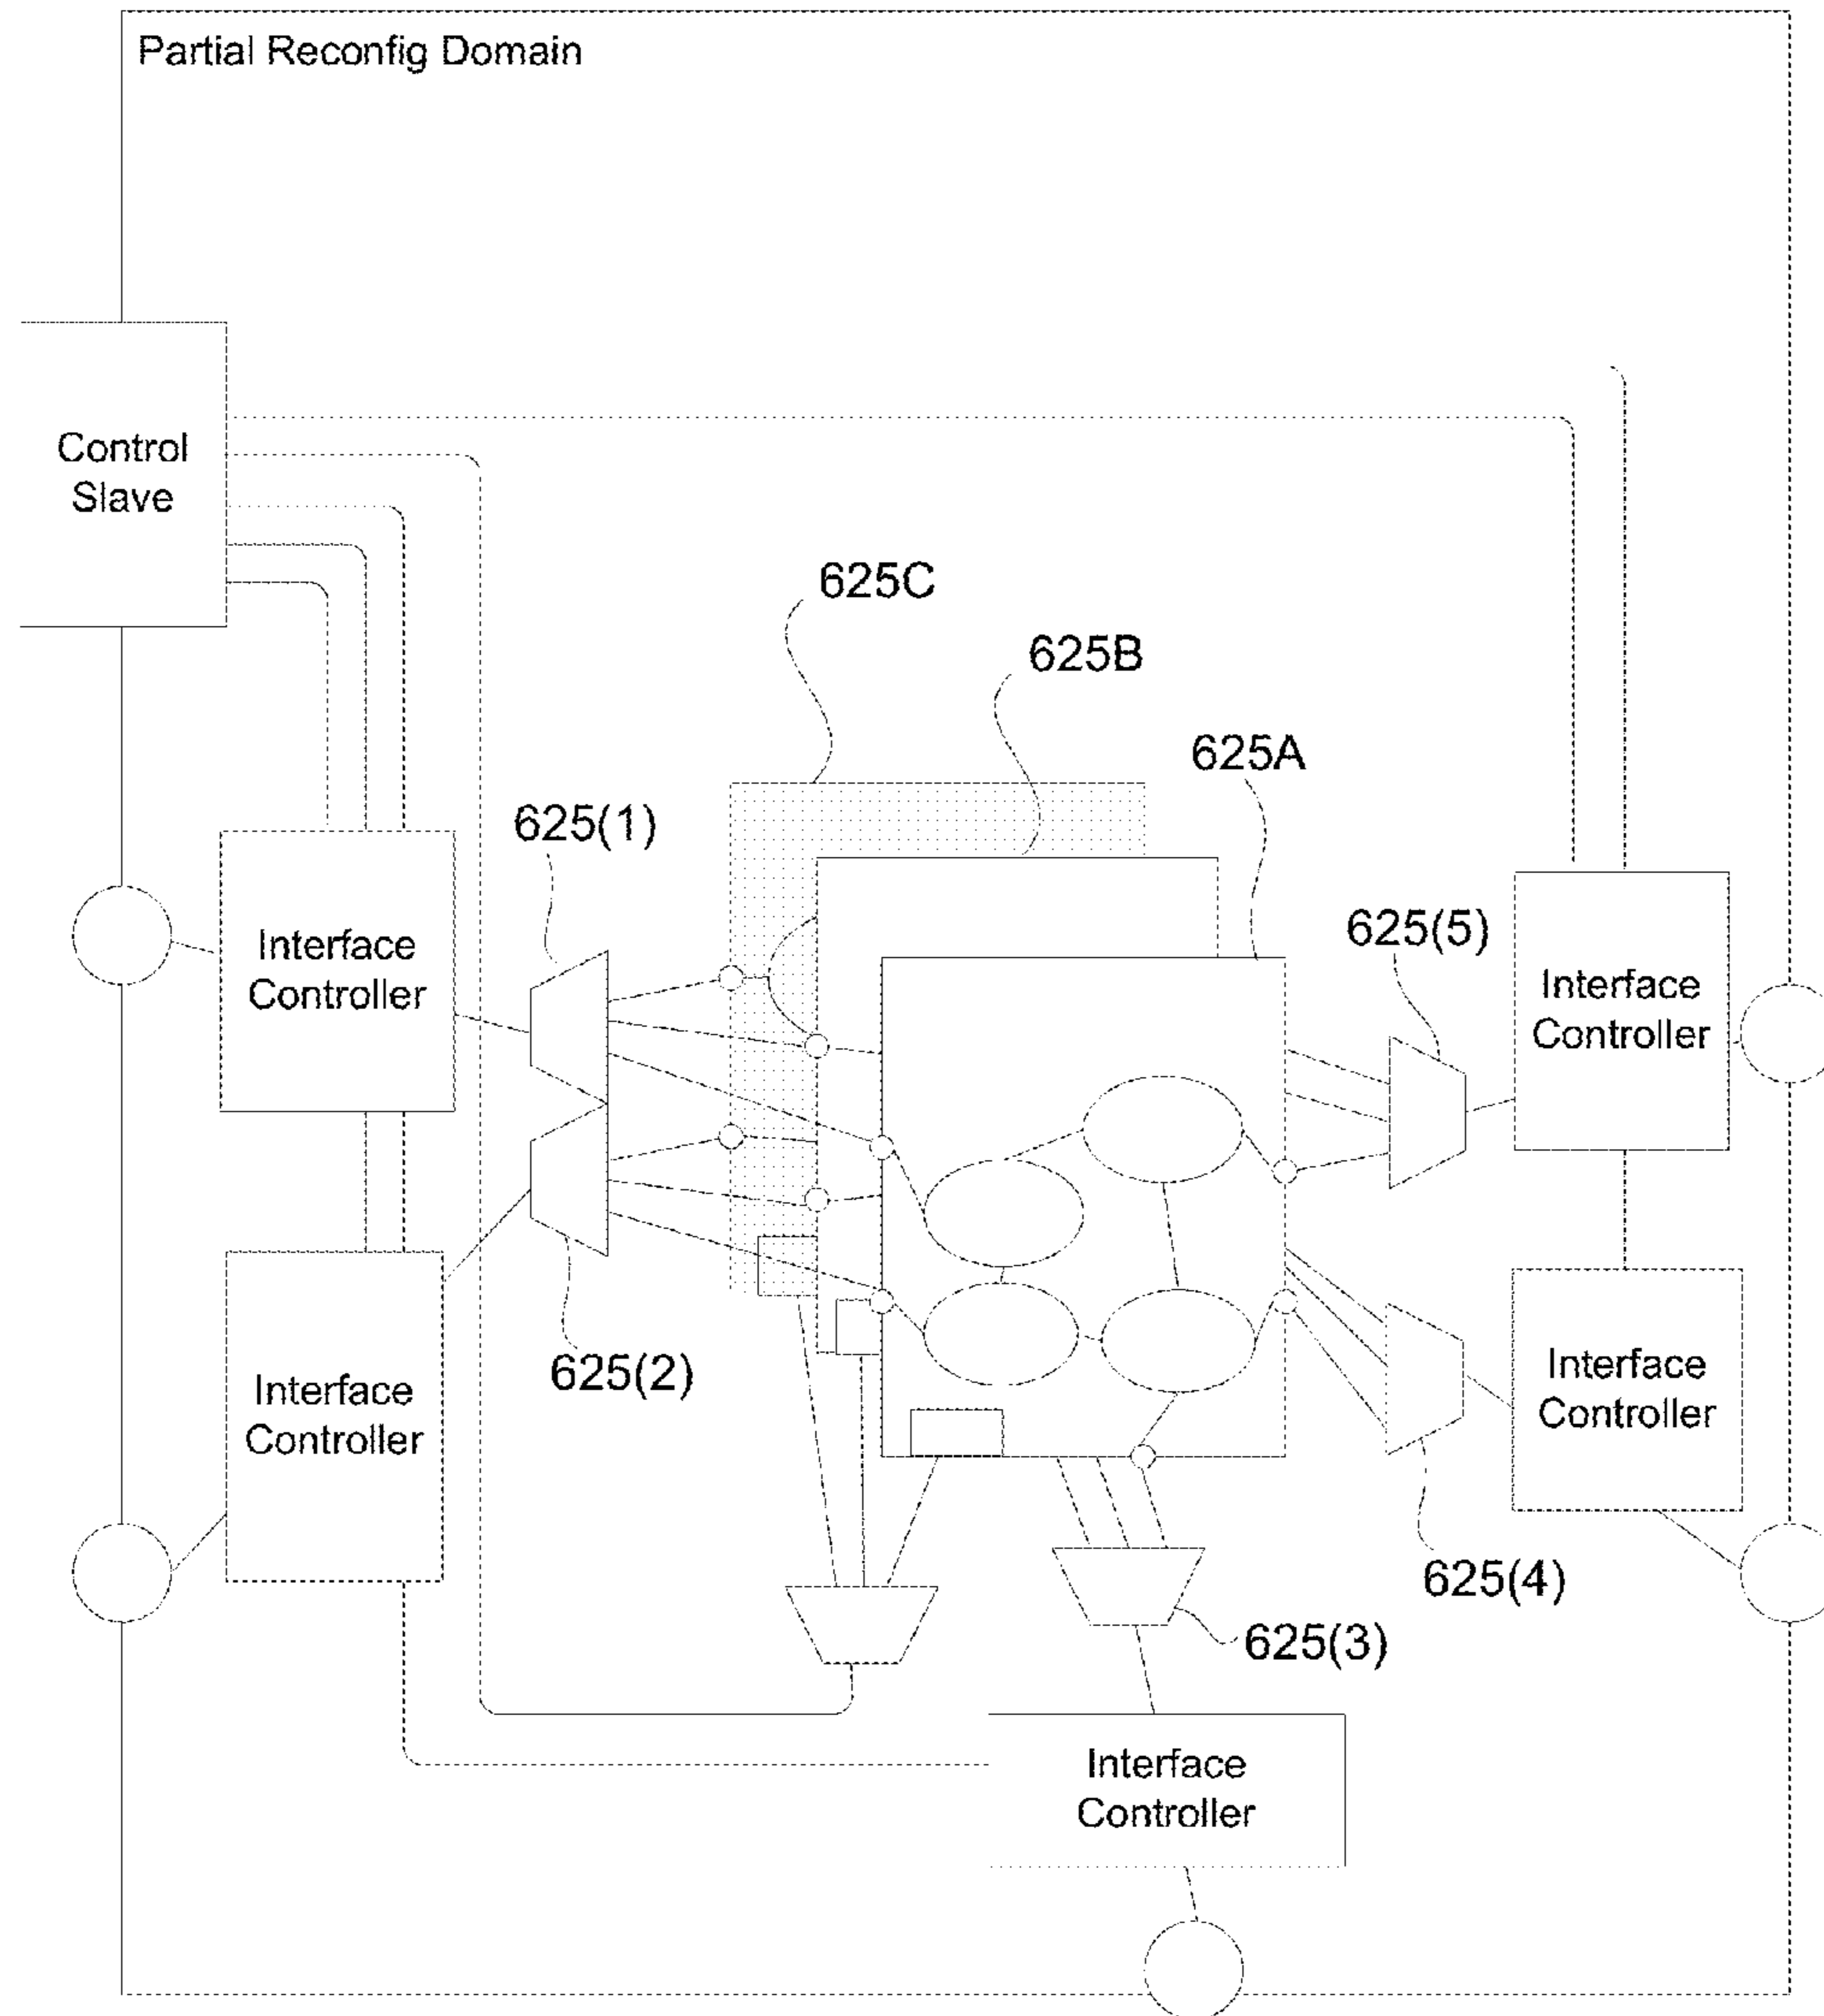 Partial Reconfig Domain
Control
Slave
625C
625B
625A
625(1)
625(5)
Interface
Controller
Interface
Controller
625(2)
Interface
Controller
Interface
Controller
625(4)
625(3)
Interface
Controller